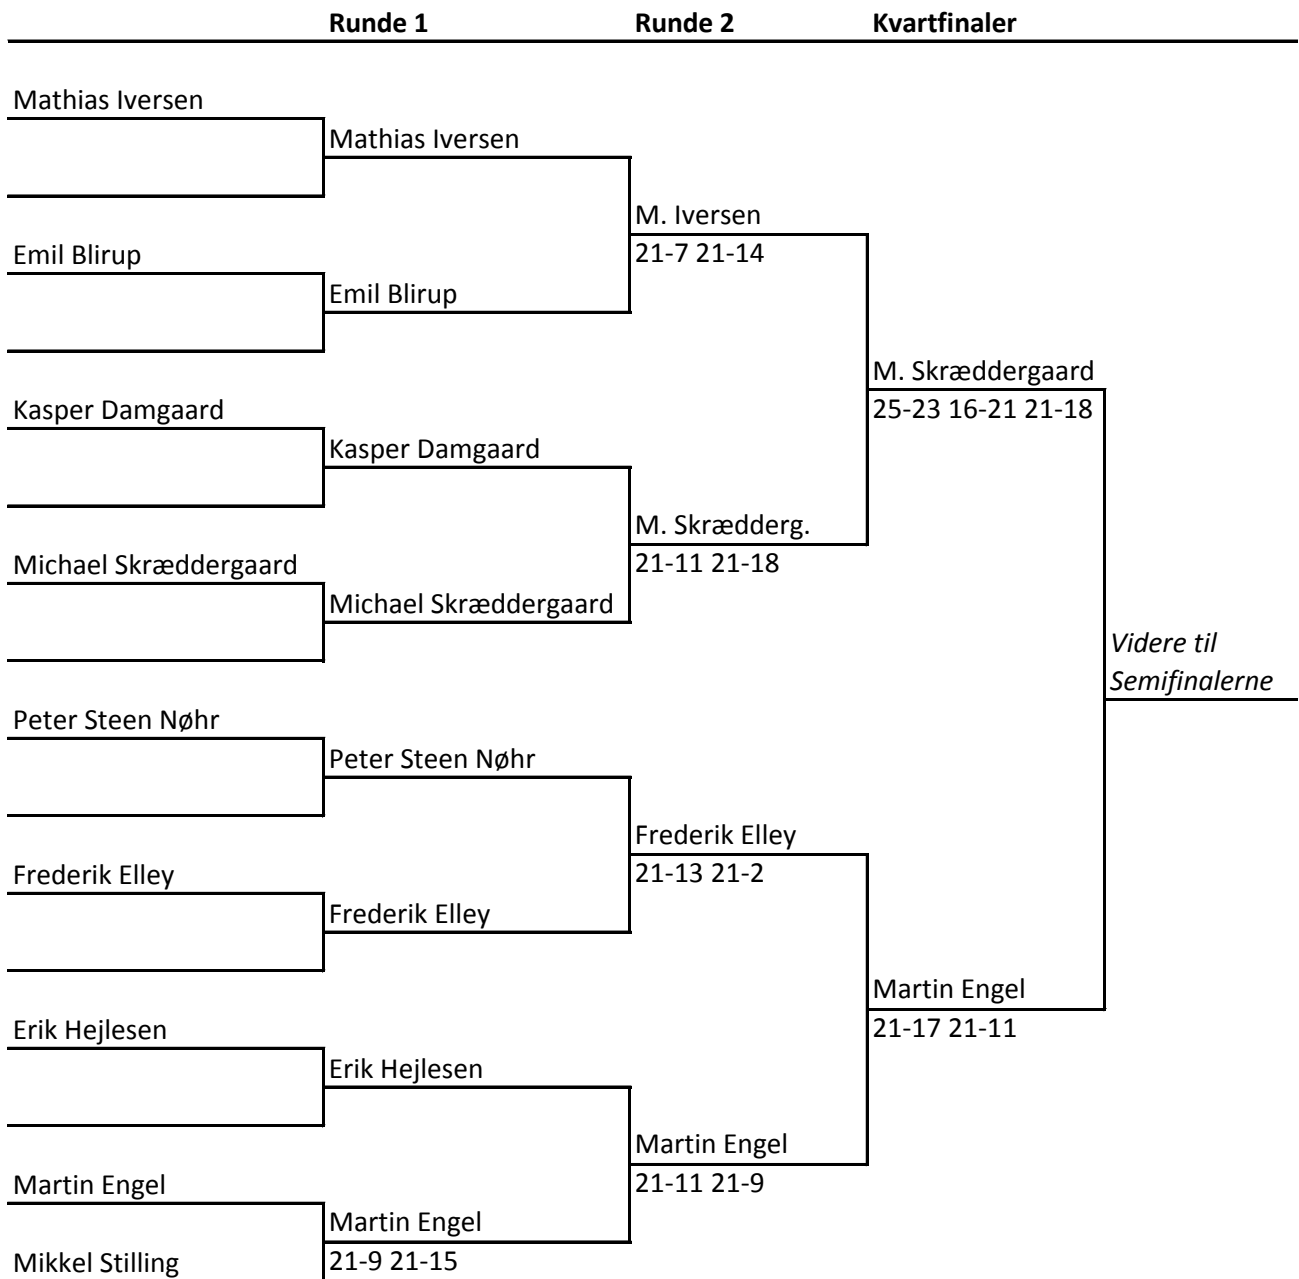 Runde 1 Runde 2 Kvartfinaler
Mathias Iversen
Mathias Iversen
M. Iversen
21-7 21-14
Emil Blirup
Emil Blirup
M. Skræddergaard
25-23 16-21 21-18
Kasper Damgaard
Kasper Damgaard
M. Skrædderg.
21-11 21-18
Michael Skræddergaard
Michael Skræddergaard
Videre til
Semifinalerne
Peter Steen Nøhr
Peter Steen Nøhr
Frederik Elley
21-13 21-2
Frederik Elley
Frederik Elley
Martin Engel
21-17 21-11
Erik Hejlesen
Erik Hejlesen
Martin Engel
21-11 21-9
Martin Engel
Martin Engel
21-9 21-15
Mikkel Stilling